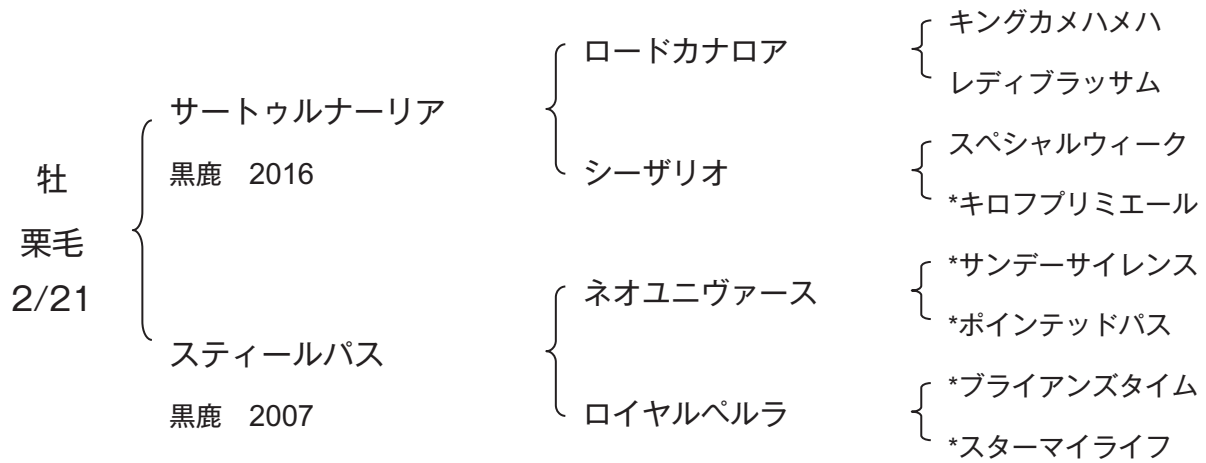 牡
栗毛
2/21
サートゥルナーリア
黒鹿 2016
スティールパス
黒鹿 2007
ロードカナロア
シーザリオ
ネオユニヴァース
ロイヤルペルラ
キングカメハメハ
レディブラッサム
スペシャルウィーク
*キロフプリミエール
*サンデーサイレンス
*ポインテッドパス
*ブライアンズタイム
*スターマイライフ